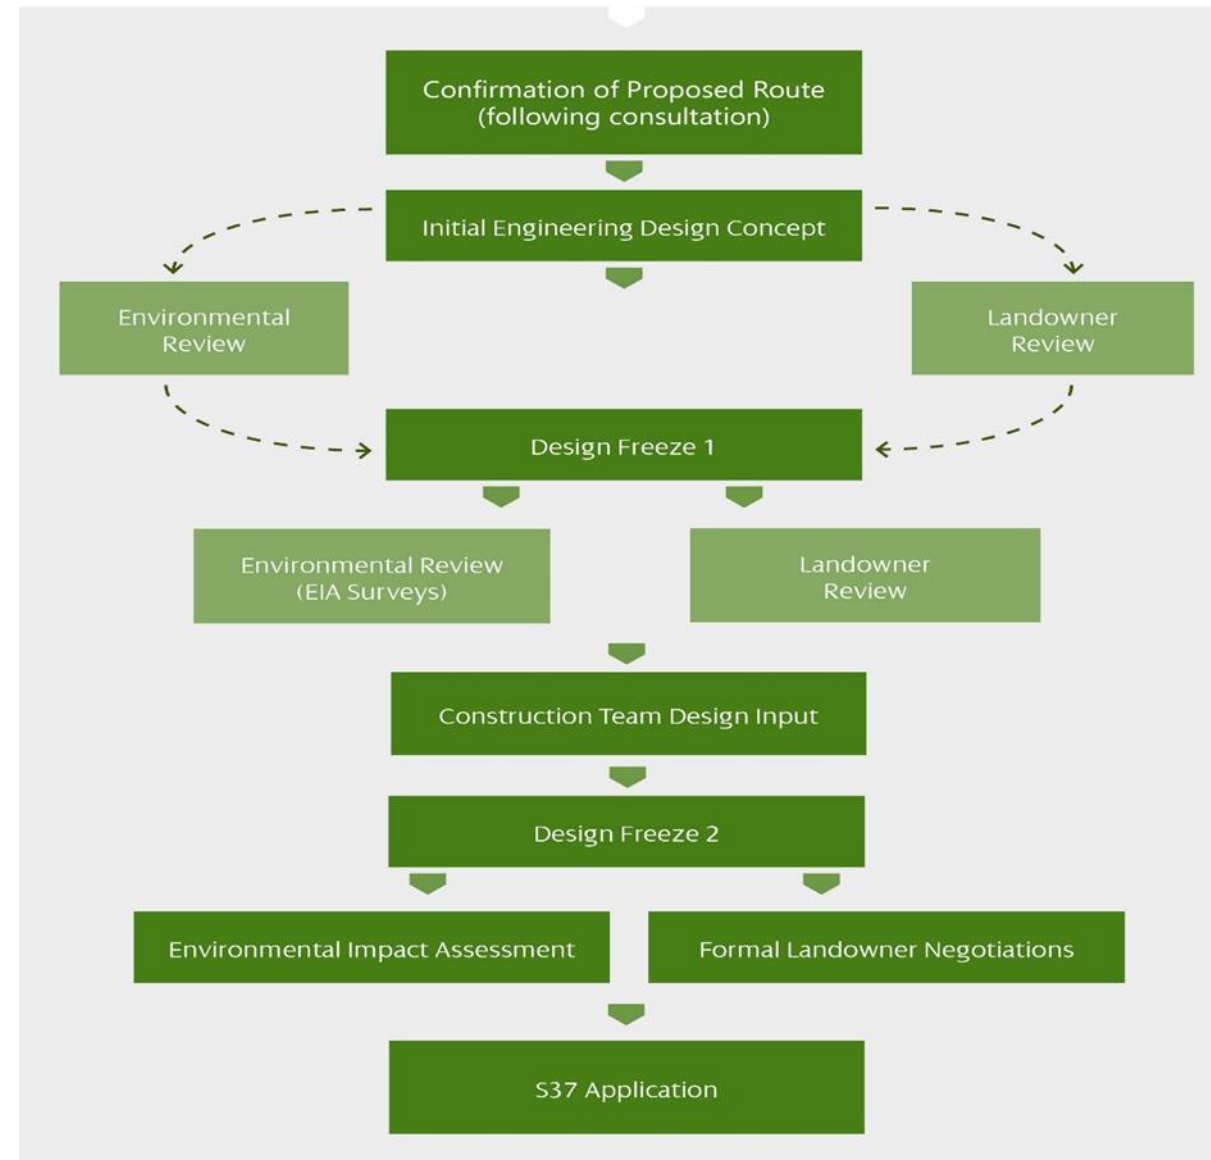 Confirmation of Proposed Route
(following consultation)
Initial Engineering Design Concept
Environmental
Review
Landowner
Review
Design Freeze 1
Environmental Review
(EIA Surveys)
Landowner
Review
Construction Team Design Input
Design Freeze 2
Environmental Impact Assessment
Formal Landowner Negotiations
S37 Application